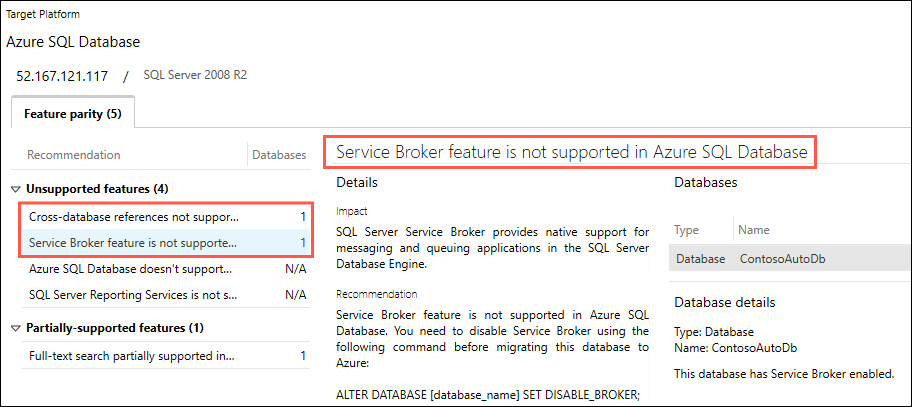 Target Platform
Azure SQL Database
52.167.121.117 / SQL Server 2008 R2
Feature parity (5)
Recommendation Databases
Unsupported features (4)
Cross-database references not suppor... 1
Service Broker feature is not supporte... 1
Azure SQL Database doesn't support... N/A
SQL Server Reporting Services is not s... N/A
Partially-supported features (1)
Full-text search partially supported in... 1
Service Broker feature is not supported in Azure SQL Database
Details
Impact
SQL Server Service Broker provides native support for
messaging and queuing applications in the SQL Server
Database Engine.
Recommendation
Service Broker feature is not supported in Azure SQL
Database. You need to disable Service Broker using the
following command before migrating this database to
Azure:
ALTER DATABASE [database_name] SET DISABLE_BROKER;
Databases
Type Name
Database ContosoAutoDb
Database details
Type: Database
Name: ContosoAutoDb
This database has Service Broker enabled.